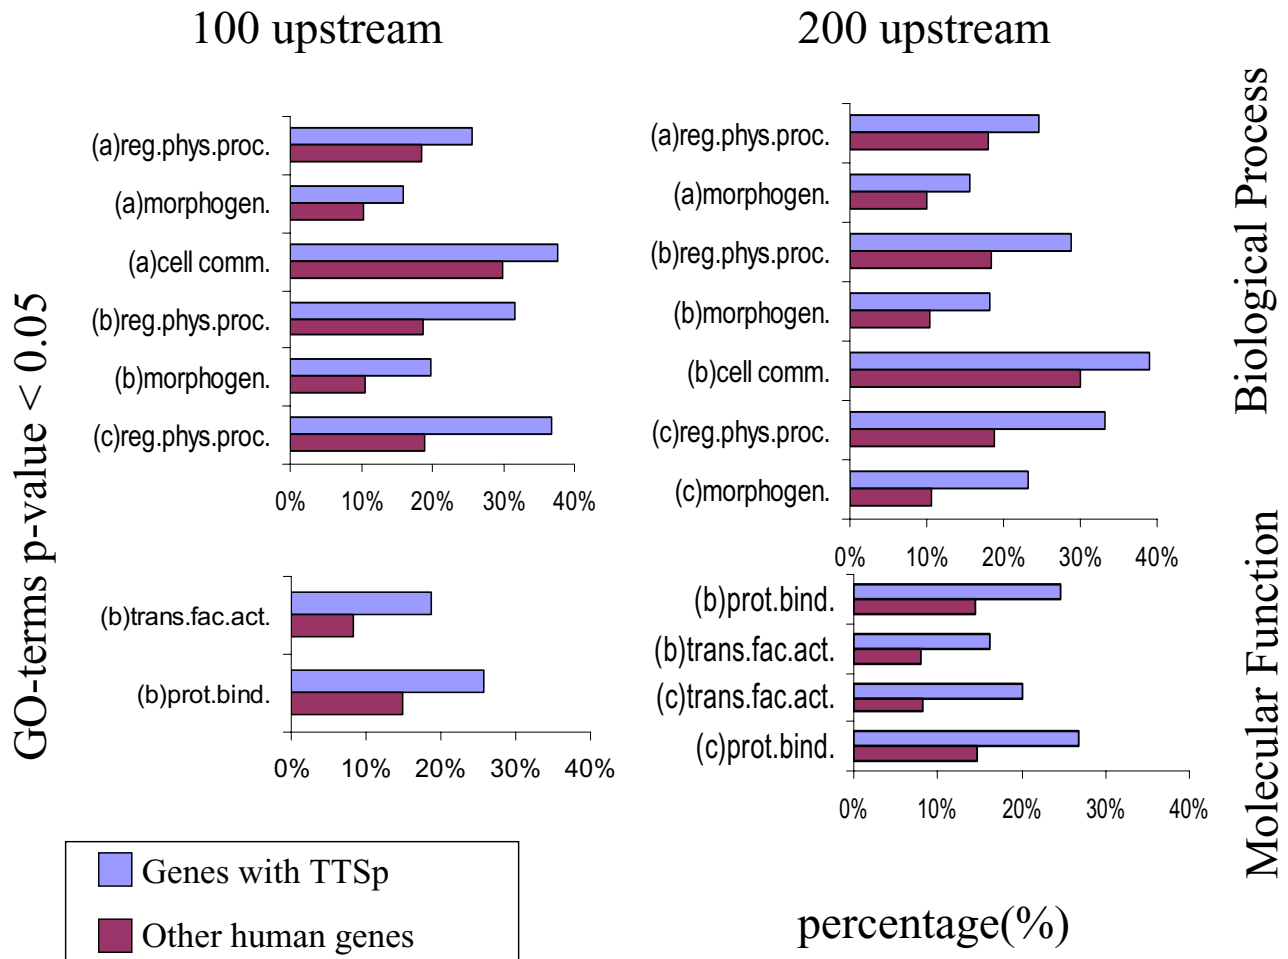 100 upstream
200 upstream
(a)reg.phys.proc.
(a)morphogen.
(a)cell comm.
(b)reg.phys.proc.
(b)morphogen.
(c)reg.phys.proc.
0% 10% 20% 30% 40%
(a)reg.phys.proc.
(a)morphogen.
(b)reg.phys.proc.
(b)morphogen.
(b)cell comm.
(c)reg.phys.proc.
(c)morphogen.
0% 10% 20% 30% 40%
Biological Process
GO-terms p-value < 0.05
(b)trans.fac.act.
(b)prot.bind.
0% 10% 20% 30% 40%
(b)prot.bind.
(b)trans.fac.act.
(c)trans.fac.act.
(c)prot.bind.
0% 10% 20% 30% 40%
Molecular Function
Genes with TTSp
Other human genes
percentage(%)